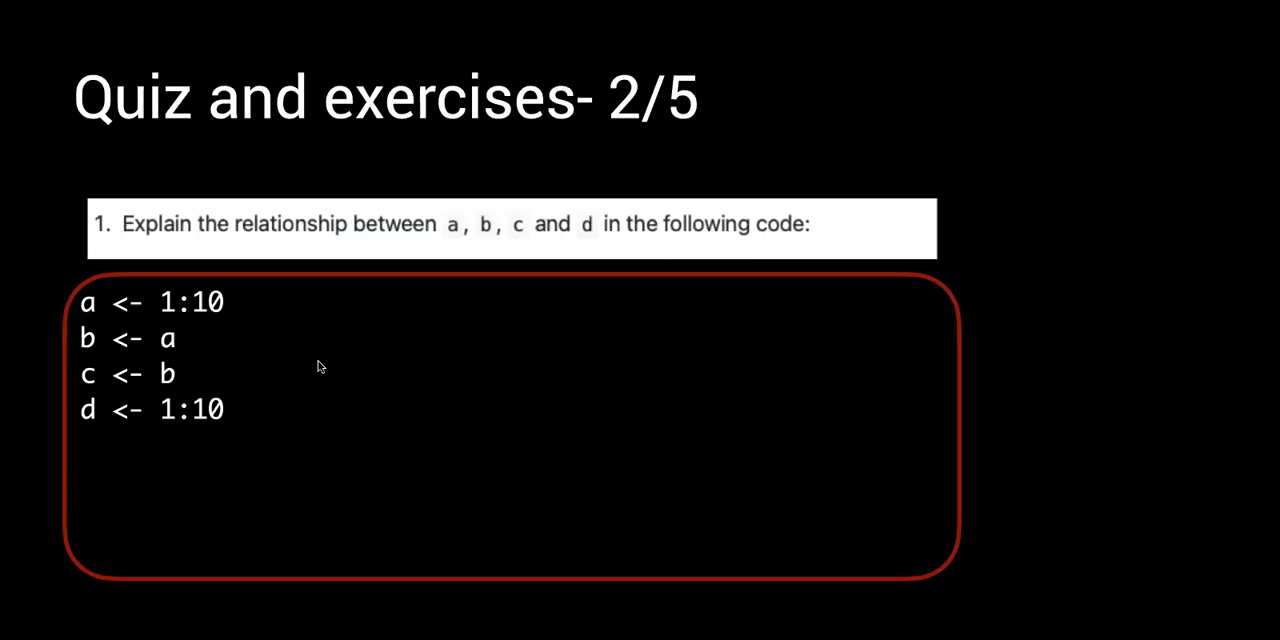 Quiz and exercises- 2/5
1. Explain the relationship between a, b, c and d in the following code:
a <- 1:10
b <- a
c <- b
d <- 1:10